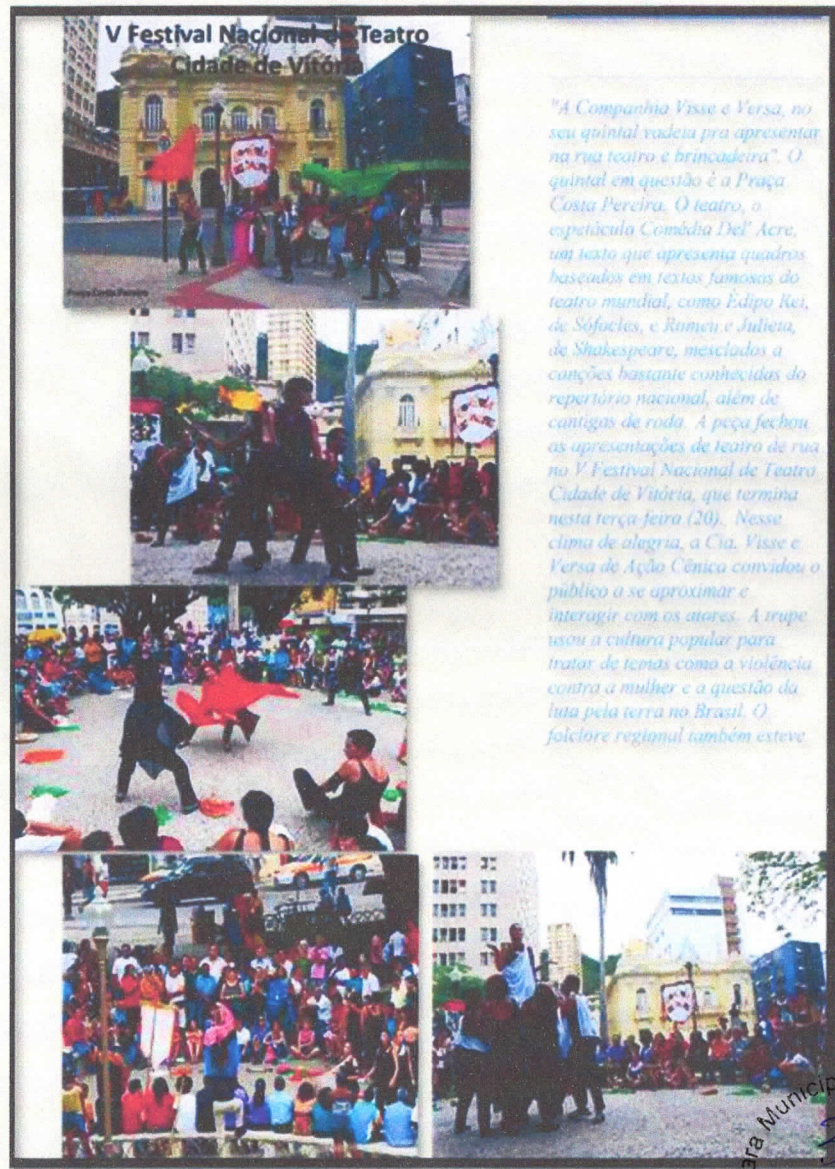 V Festival Nacional de Teatro
Cidade de Vitória
Praça Costa Pereira
"A Companhia Visse e Versa, no
seu quintal vadeia pra apresentar
na rua teatro e brincadeira". O
quintal em questão é a Praça
Costa Pereira. O teatro, o
espetáculo Comédia Del' Acre,
um texto que apresenta quadros
baseados em textos famosos do
teatro mundial, como Édipo Rei,
de Sófocles, e Romeu e Julieta,
de Shakespeare, mesclados a
canções bastante conhecidas do
repertório nacional, além de
cantigas de roda. A peça fechou
as apresentações de teatro de rua
no V Festival Nacional de Teatro
Cidade de Vitória, que termina
nesta terça-feira (20). Nesse
clima de alegria, a Cia. Visse e
Versa de Ação Cênica convidou o
público a se aproximar e
interagir com os atores. A trupe
usou a cultura popular para
tratar de temas como a violência
contra a mulher e a questão da
luta pela terra no Brasil. O
folclore regional também esteve
ara Municip